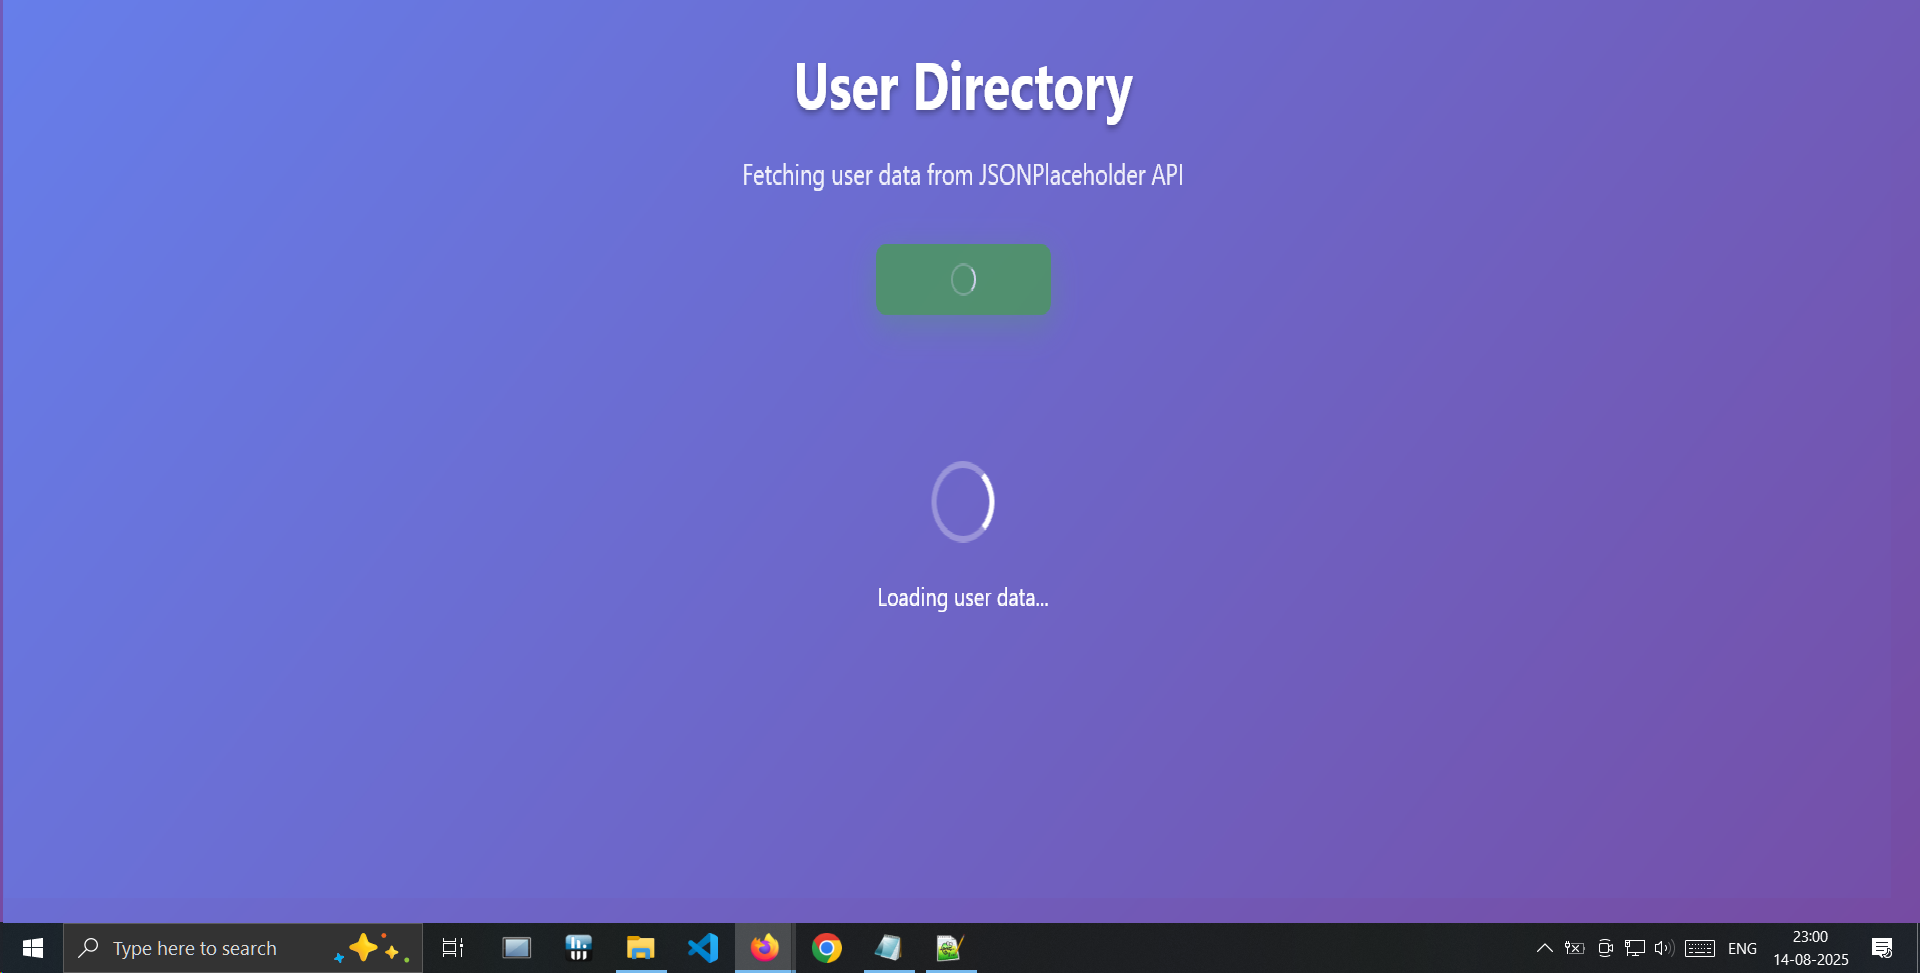 User Directory
Fetching user data from JSONPlaceholder API
Loading user data...
Type here to search
ENG
23:00
14-08-2025